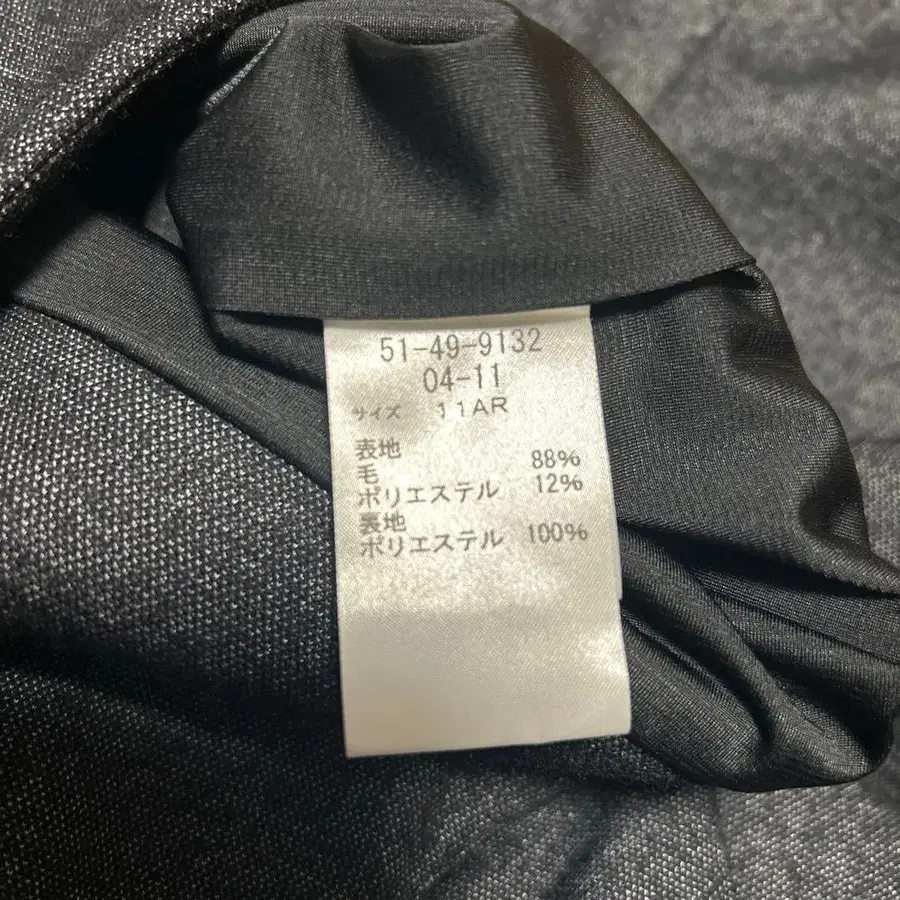 51-49-9132
04-11
サイズ 11AR
表地
毛 88%
ポリエステル 12%
裏地
ポリエステル 100%